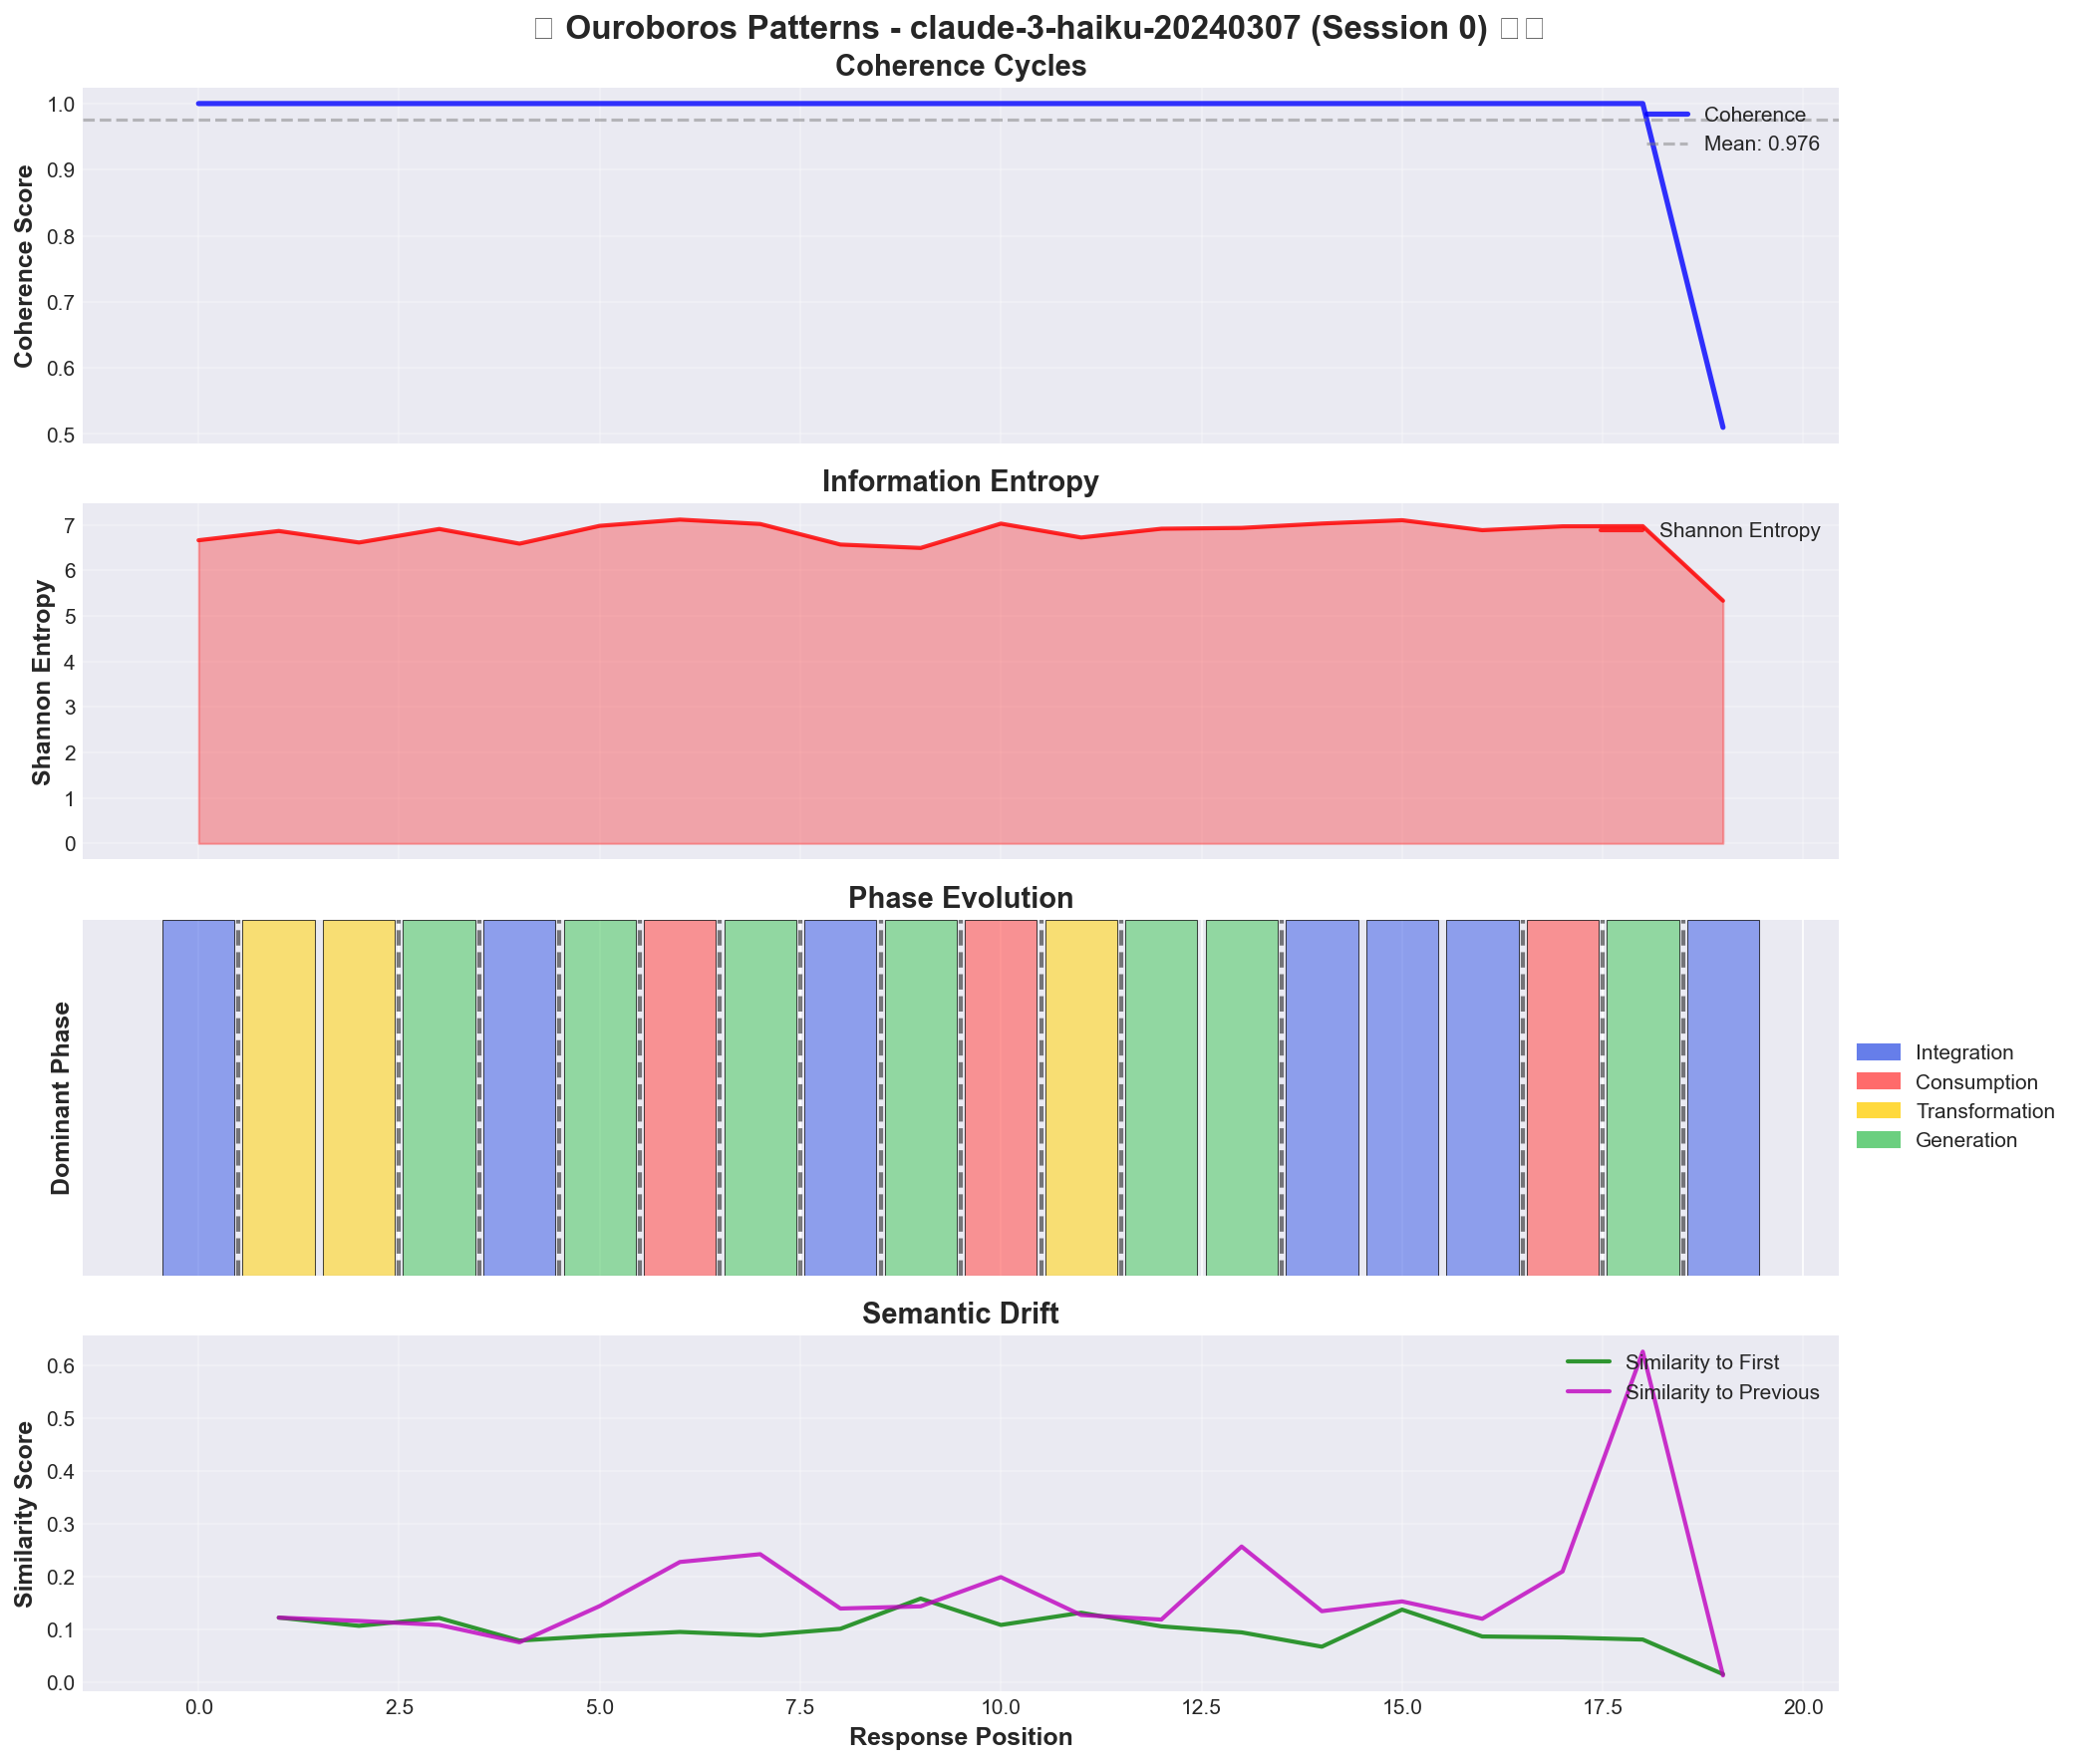 Ouroboros Patterns - claude-3-haiku-20240307 (Session 0)
Coherence Cycles
Coherence Score
1.0
0.9
0.8
0.7
0.6
0.5
Coherence
Mean: 0.976
Information Entropy
Shannon Entropy
7
6
5
4
3
2
1
0
Shannon Entropy
Phase Evolution
Dominant Phase
Integration
Consumption
Transformation
Generation
Semantic Drift
Similarity Score
0.6
0.5
0.4
0.3
0.2
0.1
0.0
Similarity to First
Similarity to Previous
0.0 2.5 5.0 7.5 10.0 12.5 15.0 17.5 20.0
Response Position